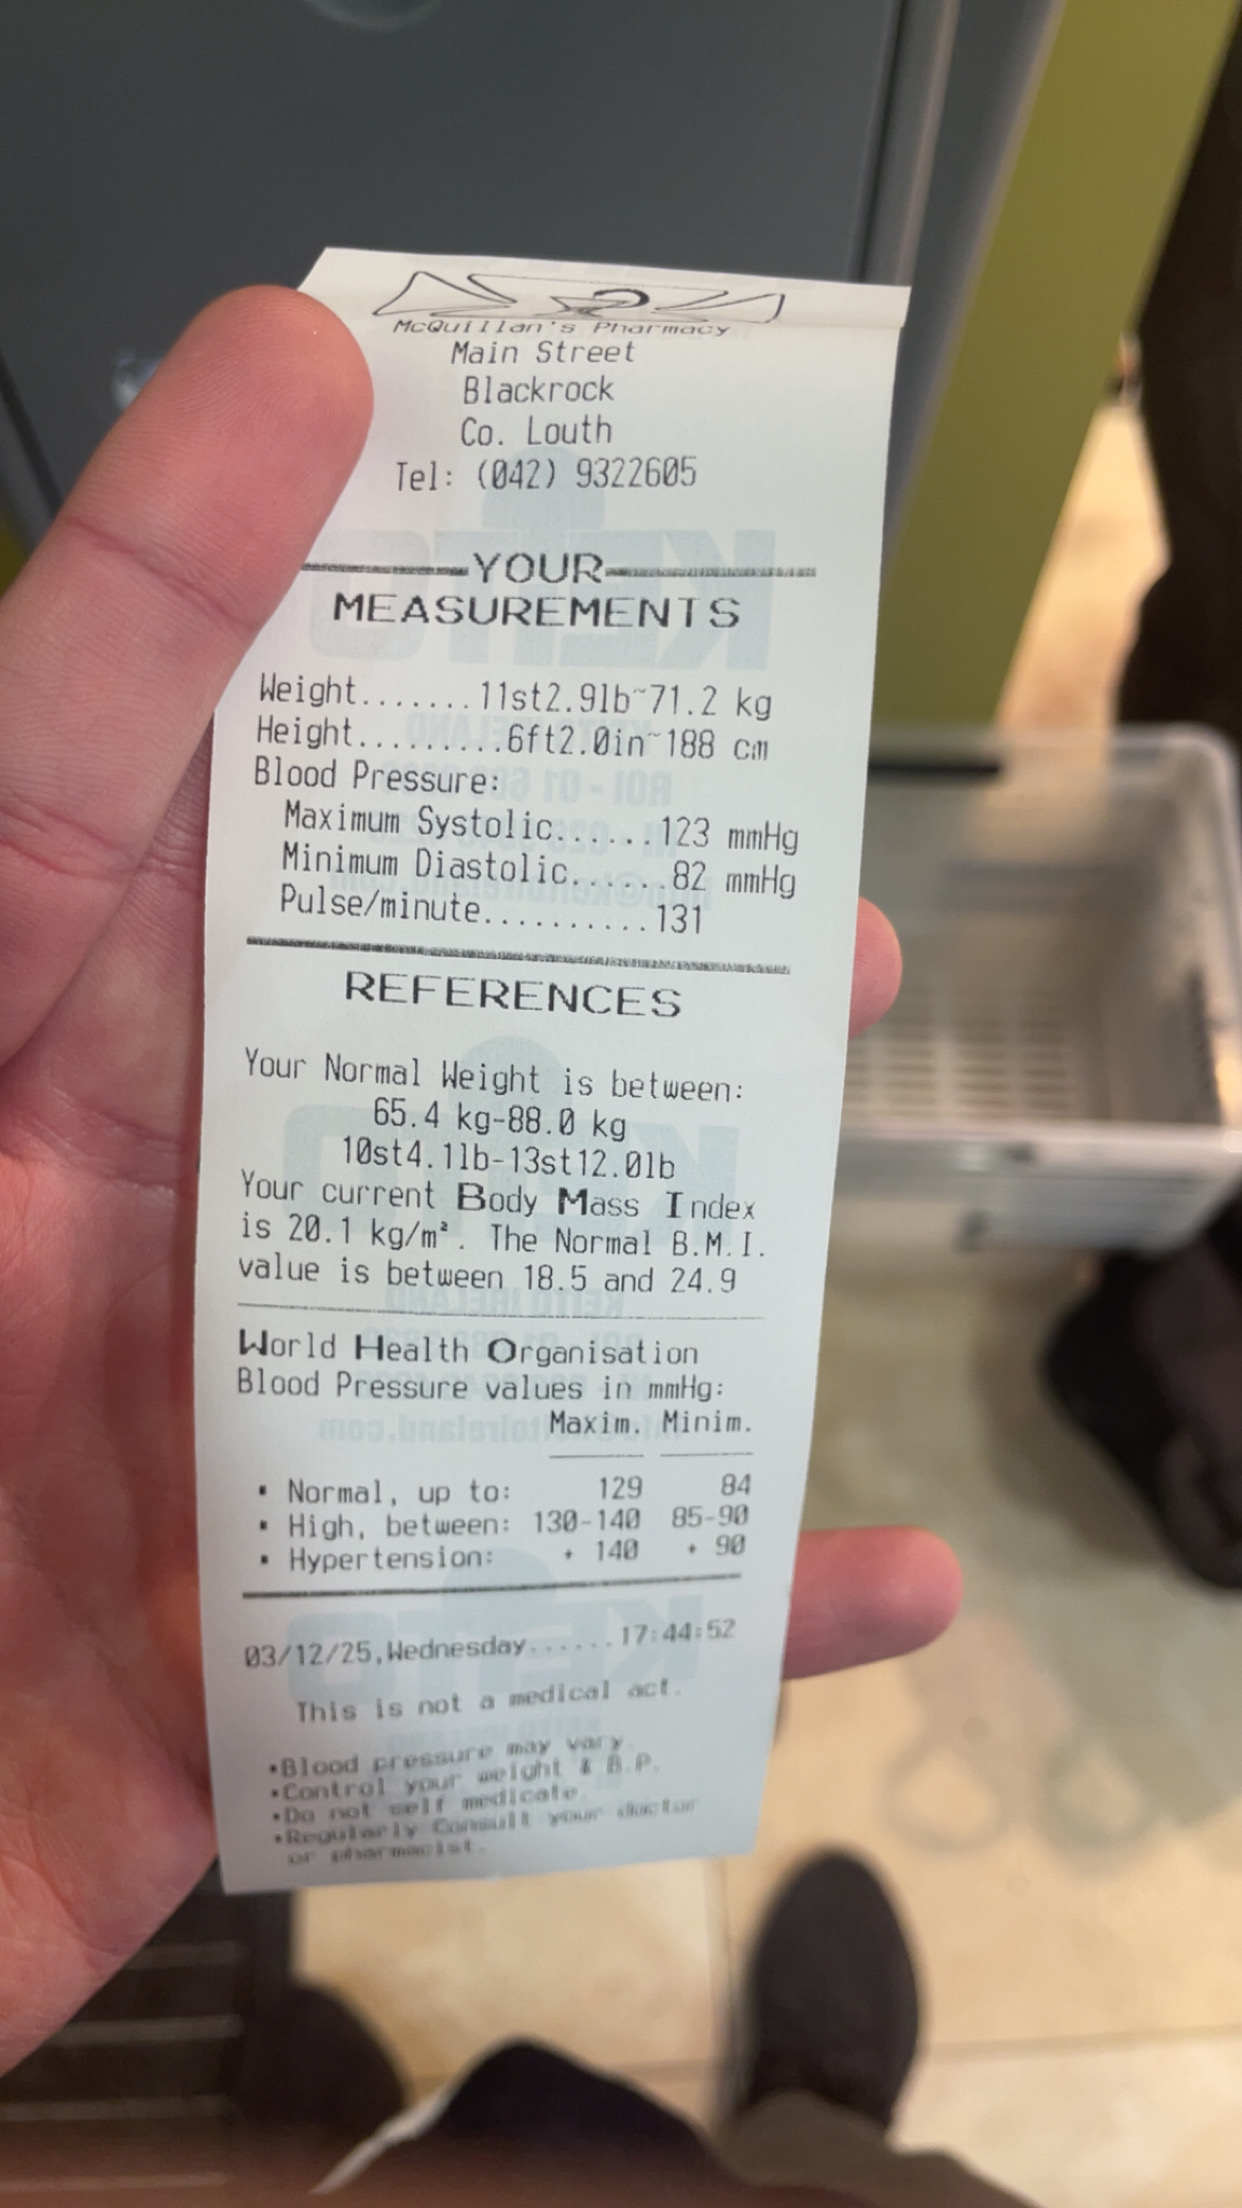 McQuillan's Pharmacy
Main Street
Blackrock
Co. Louth
Tel: (042) 9322605
YOUR
MEASUREMENTS
Weight.......11st2.9lb~71.2 kg
Height.........6ft2.0in~188 cm
Blood Pressure:
Maximum Systolic......123 mmHg
Minimum Diastolic......82 mmHg
Pulse/minute..........131
REFERENCES
Your Normal Weight is between:
65.4 kg-88.0 kg
10st4.1lb-13st12.0lb
Your current Body Mass Index
is 20.1 kg/m². The Normal B.M.I.
value is between 18.5 and 24.9
World Health Organisation
Blood Pressure values in mmHg:
Maxim. Minim.
▪ Normal, up to: 129 84
▪ High, between: 130-140 85-90
▪ Hypertension: + 140 + 90
03/12/25,Wednesday......17:44:52
This is not a medical act.
•Blood pressure may vary.
•Control your weight & B.P.
•Do not self medicate.
•Regularly Consult your doctor
or pharmacist.